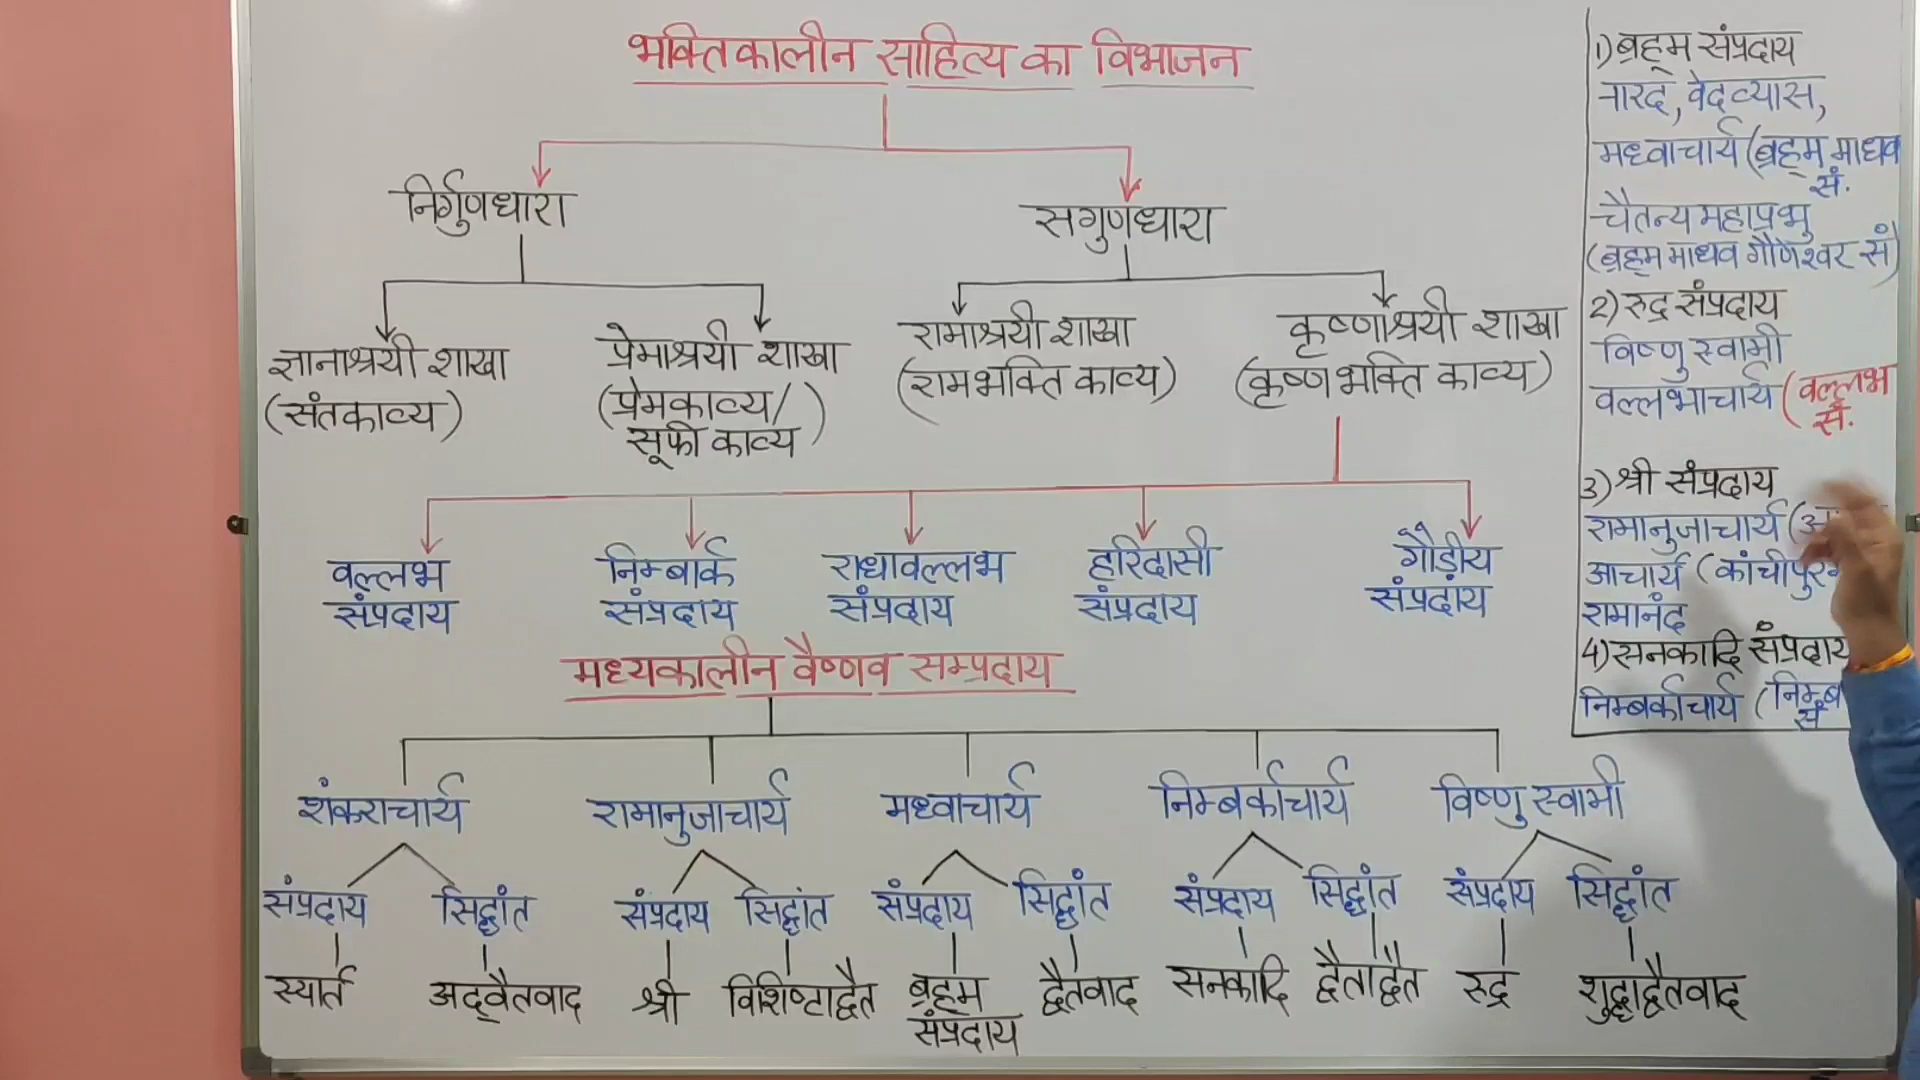 भक्तिकालीन साहित्य का विभाजन
निर्गुणधारा
सगुणधारा
ज्ञानाश्रयी शाखा
(संतकाव्य)
प्रेमाश्रयी शाखा
(प्रेमकाव्य/
सूफी काव्य)
रामाश्रयी शाखा
(रामभक्ति काव्य)
कृष्णाश्रयी शाखा
(कृष्णभक्ति काव्य)
वल्लभ
संप्रदाय
निम्बार्क
संप्रदाय
राधावल्लभ
संप्रदाय
हरिदासी
संप्रदाय
गौड़ीय
संप्रदाय
मध्यकालीन वैष्णव सम्प्रदाय
शंकराचार्य
रामानुजाचार्य
मध्वाचार्य
निम्बर्काचार्य
विष्णु स्वामी
संप्रदाय सिद्धांत
संप्रदाय सिद्धांत
संप्रदाय सिद्धांत
संप्रदाय सिद्धांत
संप्रदाय सिद्धांत
स्यार्त अद्वैतवाद
श्री विशिष्टाद्वैत
ब्रह्म
संप्रदाय
द्वैतवाद
सनकादि द्वैताद्वैत
रुद्र शुद्धाद्वैतवाद
1) ब्रह्म संप्रदाय
नारद, वेदव्यास,
मध्वाचार्य (ब्रह्म माधव
सं.
चैतन्य महाप्रभु
(ब्रह्म माधव गौणेश्वर सं)
2) रुद्र संप्रदाय
विष्णु स्वामी
वल्लभाचार्य (वल्लभ
सं.
3) श्री संप्रदाय
रामानुजाचार्य
आचार्य
रामानंद
4) सनकादि संप्रदाय
निम्बर्काचार्य
सं